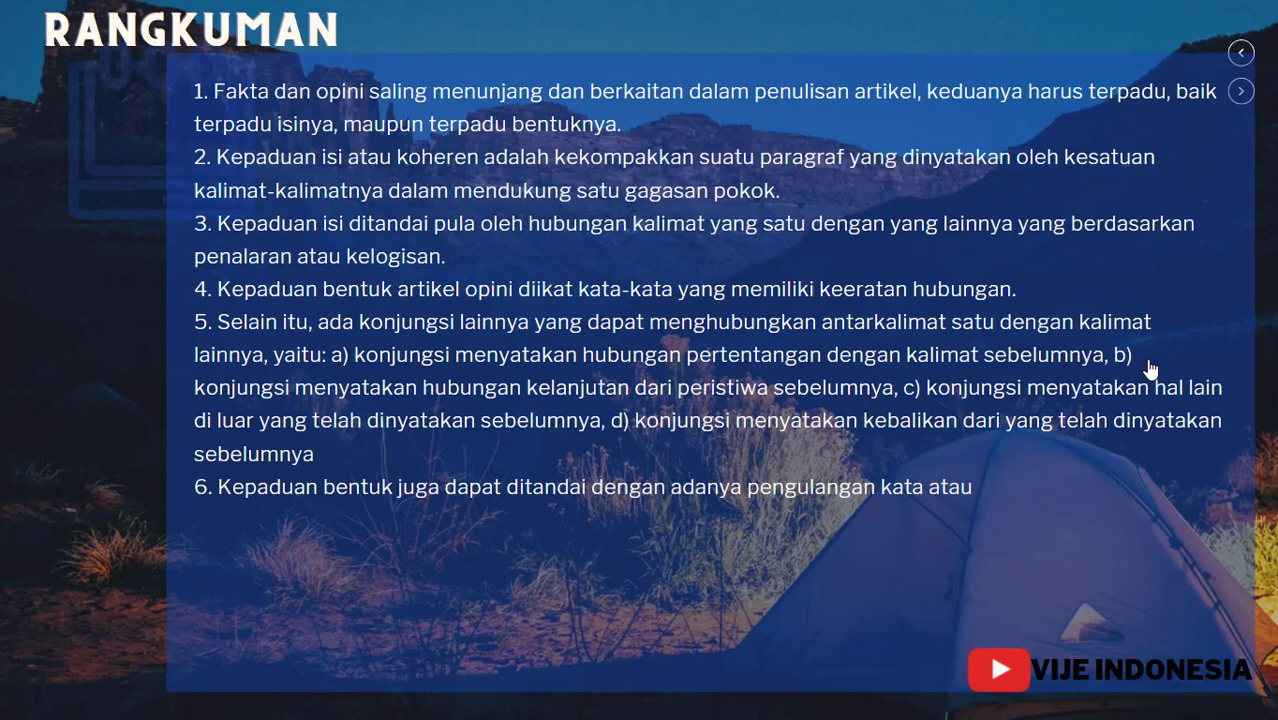 RANGKUMAN
1. Fakta dan opini saling menunjang dan berkaitan dalam penulisan artikel, keduanya harus terpadu, baik
terpadu isinya, maupun terpadu bentuknya.
2. Kepaduan isi atau koheren adalah kekompakkan suatu paragraf yang dinyatakan oleh kesatuan
kalimat-kalimatnya dalam mendukung satu gagasan pokok.
3. Kepaduan isi ditandai pula oleh hubungan kalimat yang satu dengan yang lainnya yang berdasarkan
penalaran atau kelogisan.
4. Kepaduan bentuk artikel opini diikat kata-kata yang memiliki keeratan hubungan.
5. Selain itu, ada konjungsi lainnya yang dapat menghubungkan antarkalimat satu dengan kalimat
lainnya, yaitu: a) konjungsi menyatakan hubungan pertentangan dengan kalimat sebelumnya, b)
konjungsi menyatakan hubungan kelanjutan dari peristiwa sebelumnya, c) konjungsi menyatakan hal lain
di luar yang telah dinyatakan sebelumnya, d) konjungsi menyatakan kebalikan dari yang telah dinyatakan
sebelumnya
6. Kepaduan bentuk juga dapat ditandai dengan adanya pengulangan kata atau
VIJE INDONESIA